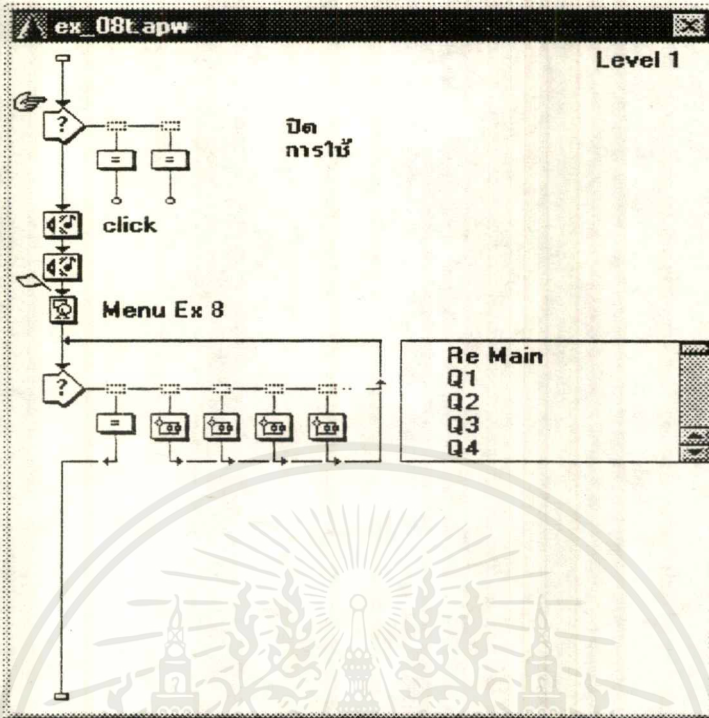 ex_08t.apw
Level 1
ปิด
การใช้
click
Menu Ex 8
Re Main
Q1
Q2
Q3
Q4